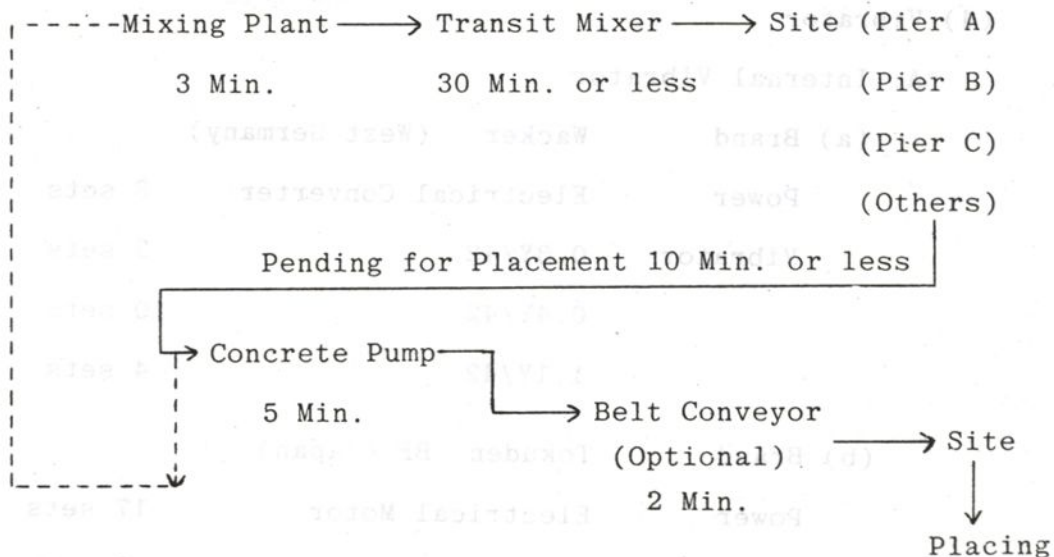 Mixing Plant → Transit Mixer → Site (Pier A)
3 Min. 30 Min. or less (Pier B)
(Pier C)
(Others)
Pending for Placement 10 Min. or less
Concrete Pump
5 Min.
Belt Conveyor
(Optional)
2 Min.
Site
Placing